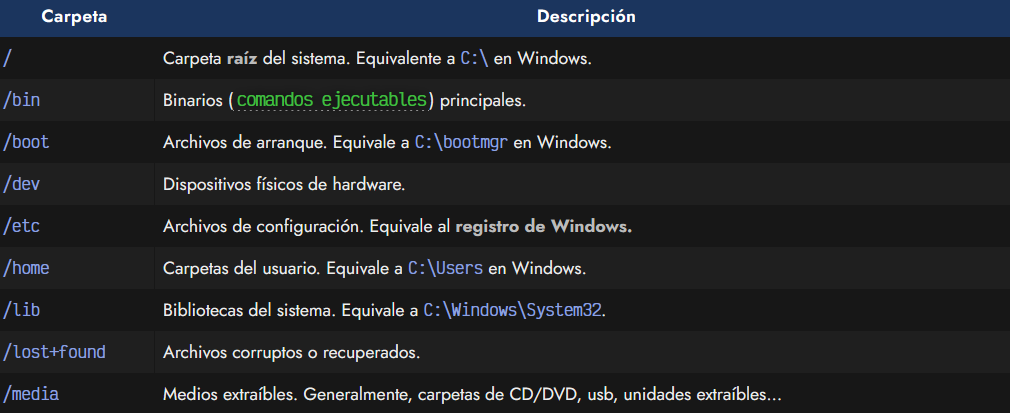 Carpeta Descripción
/ Carpeta raíz del sistema. Equivalente a C:\ en Windows.
/bin Binarios (comandos ejecutables) principales.
/boot Archivos de arranque. Equivale a C:\bootmgr en Windows.
/dev Dispositivos físicos de hardware.
/etc Archivos de configuración. Equivale al registro de Windows.
/home Carpetas del usuario. Equivale a C:\Users en Windows.
/lib Bibliotecas del sistema. Equivale a C:\Windows\System32.
/lost+found Archivos corruptos o recuperados.
/media Medios extraíbles. Generalmente, carpetas de CD/DVD, usb, unidades extraíbles...